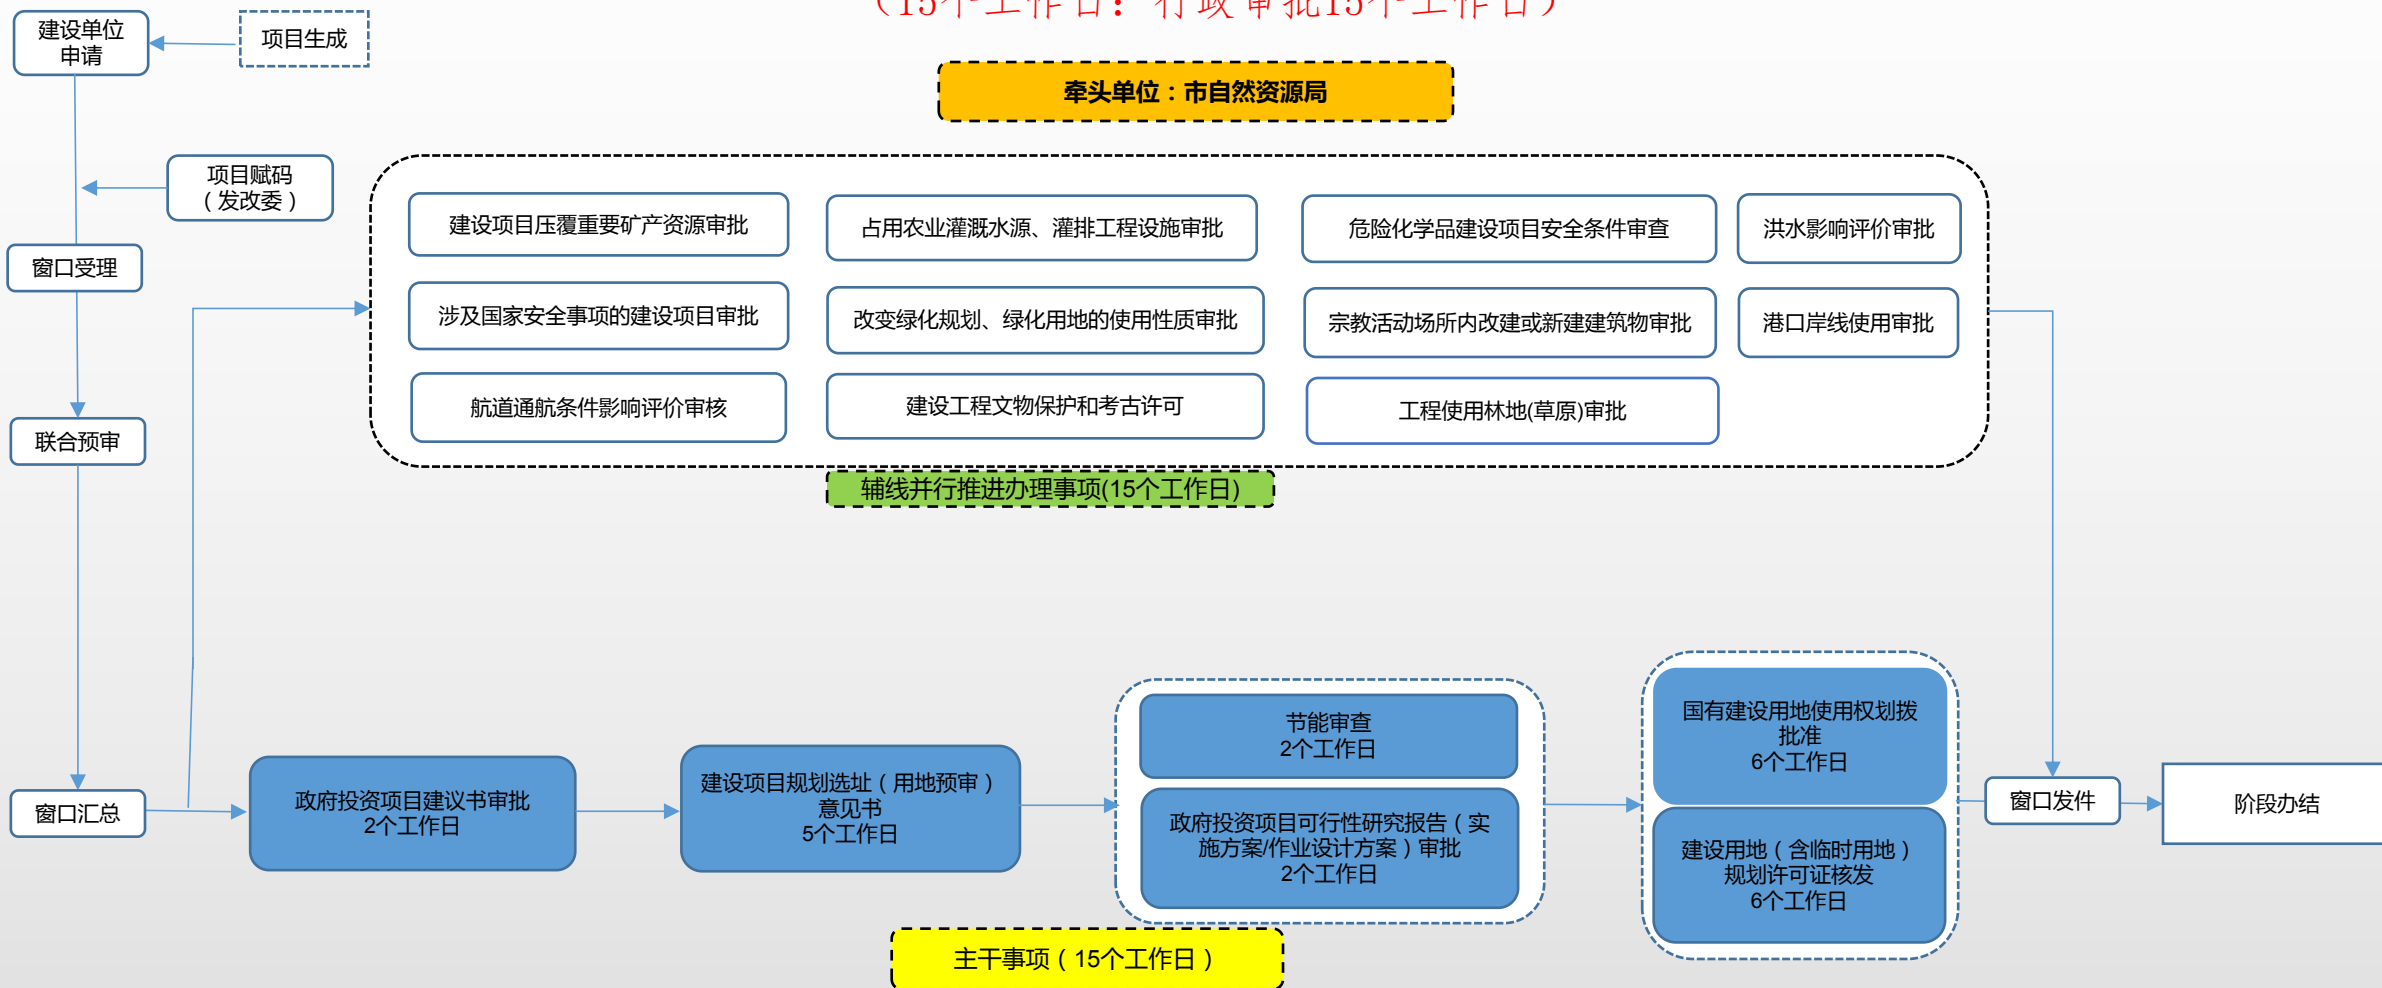 （15个工作日：行政审批15个工作日）
建设单位
申请
项目生成
牵头单位：市自然资源局
项目赋码
（发改委）
窗口受理
联合预审
窗口汇总
建设项目压覆重要矿产资源审批
占用农业灌溉水源、灌排工程设施审批
危险化学品建设项目安全条件审查
洪水影响评价审批
涉及国家安全事项的建设项目审批
改变绿化规划、绿化用地的使用性质审批
宗教活动场所内改建或新建建筑物审批
港口岸线使用审批
航道通航条件影响评价审核
建设工程文物保护和考古许可
工程使用林地(草原)审批
辅线并行推进办理事项(15个工作日)
政府投资项目建议书审批
2个工作日
建设项目规划选址（用地预审）
意见书
5个工作日
节能审查
2个工作日
政府投资项目可行性研究报告（实
施方案/作业设计方案）审批
2个工作日
国有建设用地使用权划拨
批准
6个工作日
建设用地（含临时用地）
规划许可证核发
6个工作日
窗口发件
阶段办结
主干事项（15个工作日）